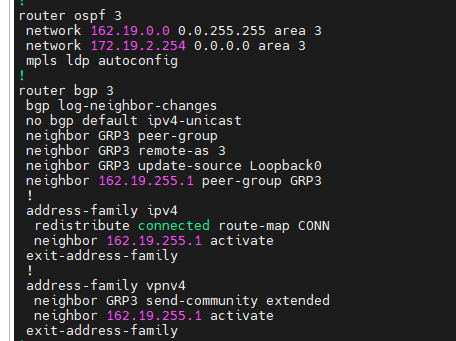 !
router ospf 3
network 162.19.0.0 0.0.255.255 area 3
network 172.19.2.254 0.0.0.0 area 3
mpls ldp autoconfig
!
router bgp 3
bgp log-neighbor-changes
no bgp default ipv4-unicast
neighbor GRP3 peer-group
neighbor GRP3 remote-as 3
neighbor GRP3 update-source Loopback0
neighbor 162.19.255.1 peer-group GRP3
!
address-family ipv4
redistribute connected route-map CONN
neighbor 162.19.255.1 activate
exit-address-family
!
address-family vpnv4
neighbor GRP3 send-community extended
neighbor 162.19.255.1 activate
exit-address-family